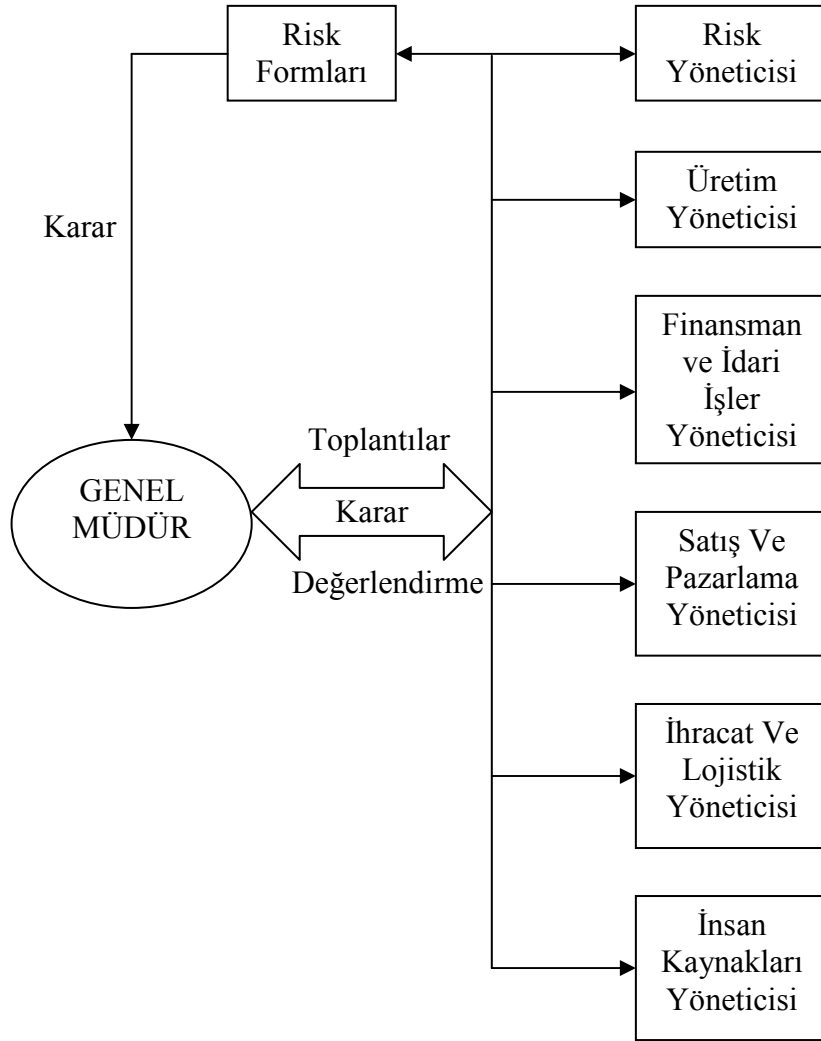 Risk
Formları
Risk
Yöneticisi
Üretim
Yöneticisi
Karar
Finansman
ve İdari
İşler
Yöneticisi
Toplantılar
GENEL
MÜDÜR
Karar
Değerlendirme
Satış Ve
Pazarlama
Yöneticisi
İhracat Ve
Lojistik
Yöneticisi
İnsan
Kaynakları
Yöneticisi